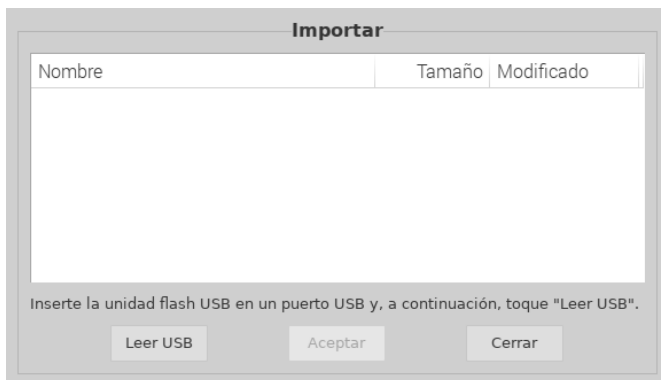 Importar
Nombre Tamaño Modificado
Inserte la unidad flash USB en un puerto USB y, a continuación, toque "Leer USB".
Leer USB Aceptar Cerrar